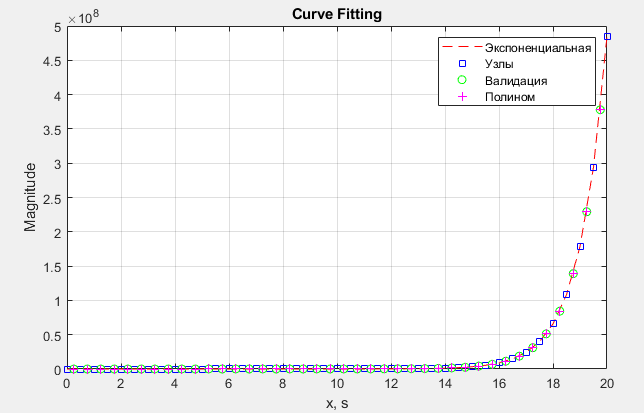 Curve Fitting
×10^8
5
4.5
4
3.5
3
2.5
2
1.5
1
0.5
0
Magnitude
Экспоненциальная
Узлы
Валидация
Полином
0 2 4 6 8 10 12 14 16 18 20
x, s